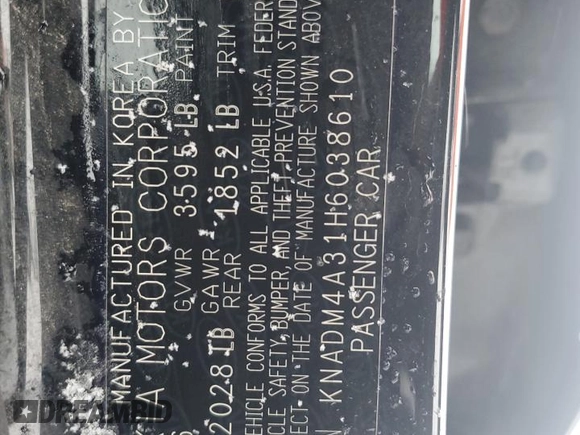 MANUFACTURED IN KOREA BY
A MOTORS CORPORATIO
GVWR 3595 LB PAINT
2028 LB GAWR REAR 1852 LB TRIM
EHICLE CONFORMS TO ALL APPLICABLE U.S.A. FEDER
CLE SAFETY, BUMPER, AND THEFT PREVENTION STAND
ECT ON THE DATE OF MANUFACTURE SHOWN ABOV
N KNADM4A31H6038610
PASSENGER CAR
DREAMBID